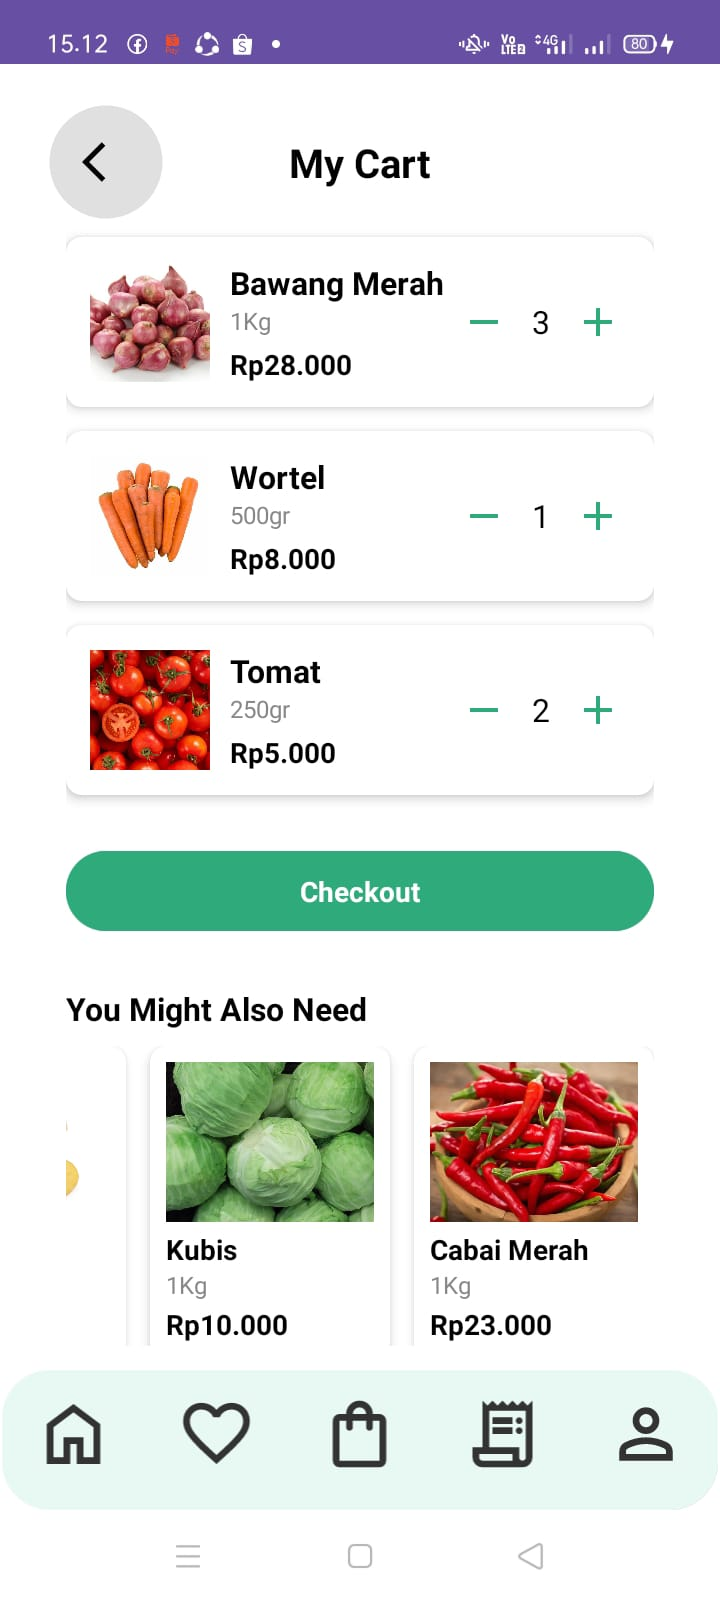 15.12 80
My Cart
Bawang Merah
1Kg
Rp28.000
3
Wortel
500gr
Rp8.000
1
Tomat
250gr
Rp5.000
2
Checkout
You Might Also Need
Kubis
1Kg
Rp10.000
Cabai Merah
1Kg
Rp23.000